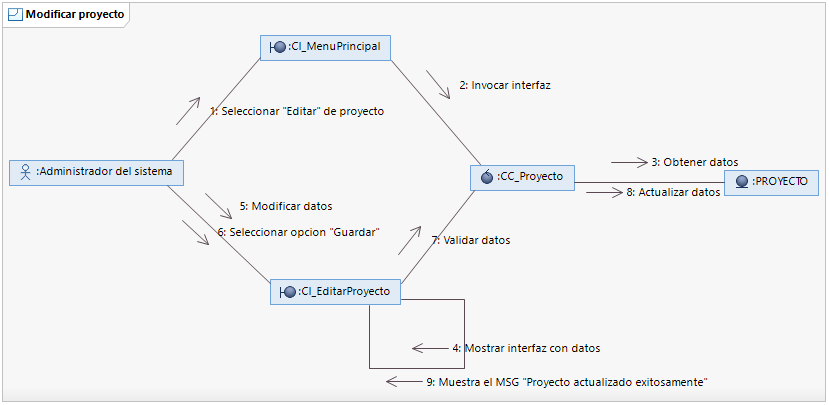 Modificar proyecto
:CI_MenuPrincipal
2: Invocar interfaz
1: Seleccionar "Editar" de proyecto
3: Obtener datos
:Administrador del sistema
:CC_Proyecto
:PROYECTO
8: Actualizar datos
5: Modificar datos
6: Seleccionar opcion "Guardar"
7: Validar datos
:CI_EditarProyecto
4: Mostrar interfaz con datos
9: Muestra el MSG "Proyecto actualizado exitosamente"